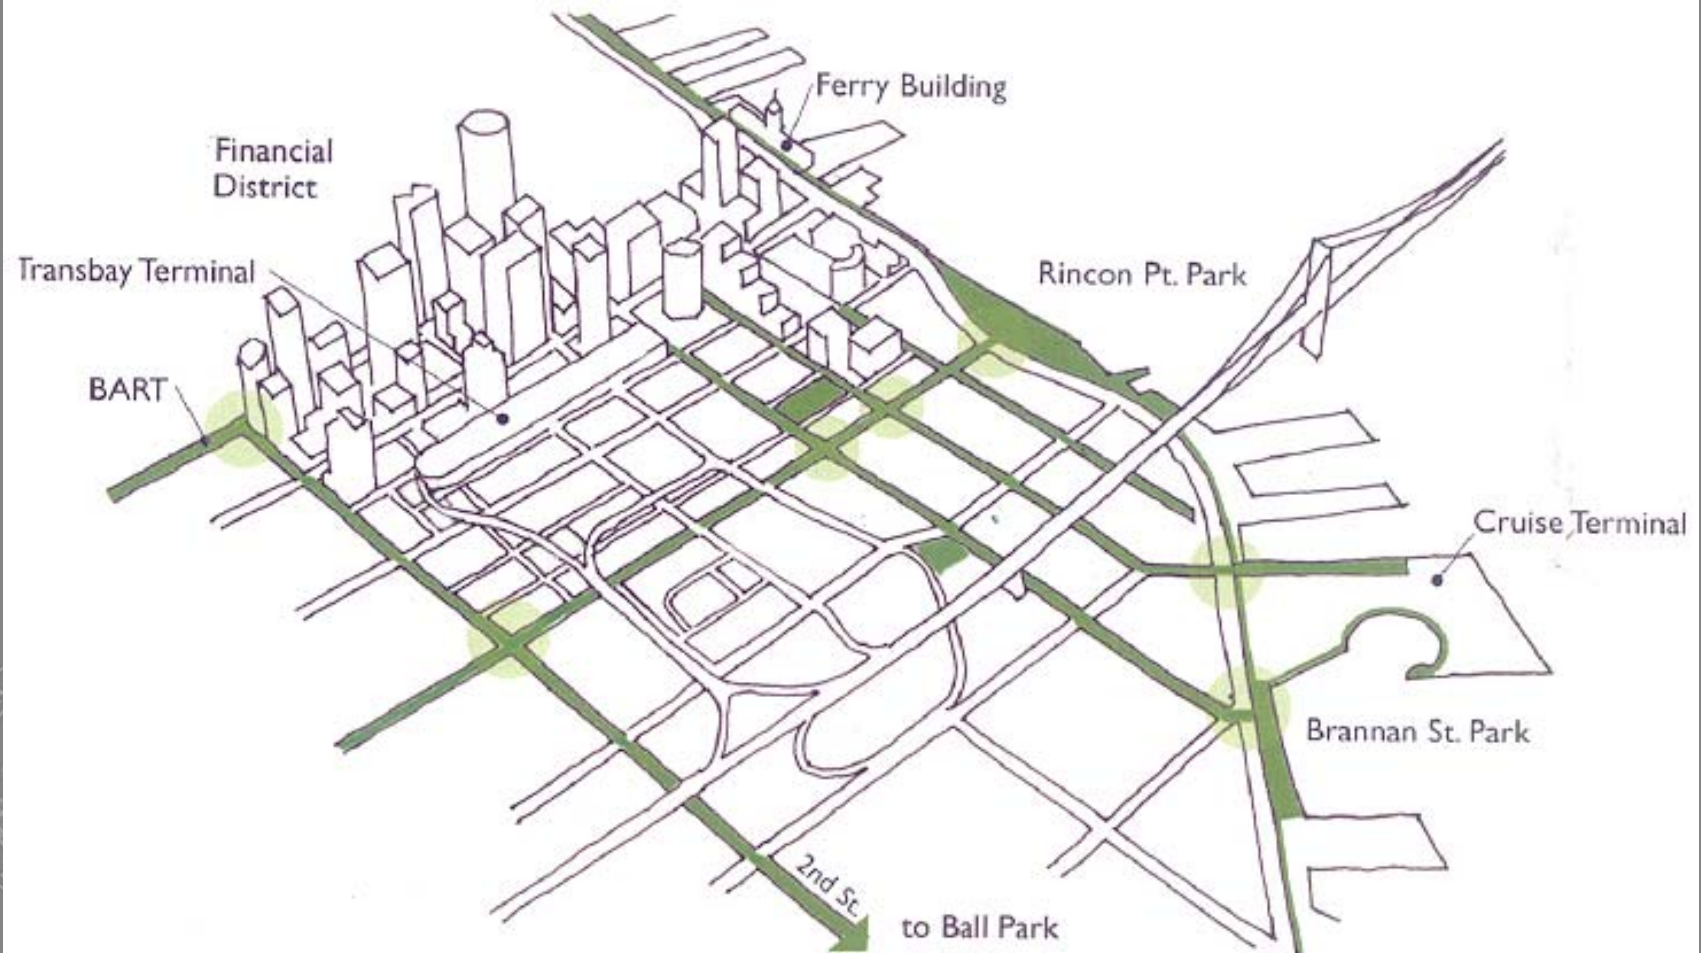 Ferry Building
Financial
District
Transbay Terminal
Rincon Pt. Park
BART
Cruise Terminal
Brannan St. Park
2nd St.
to Ball Park